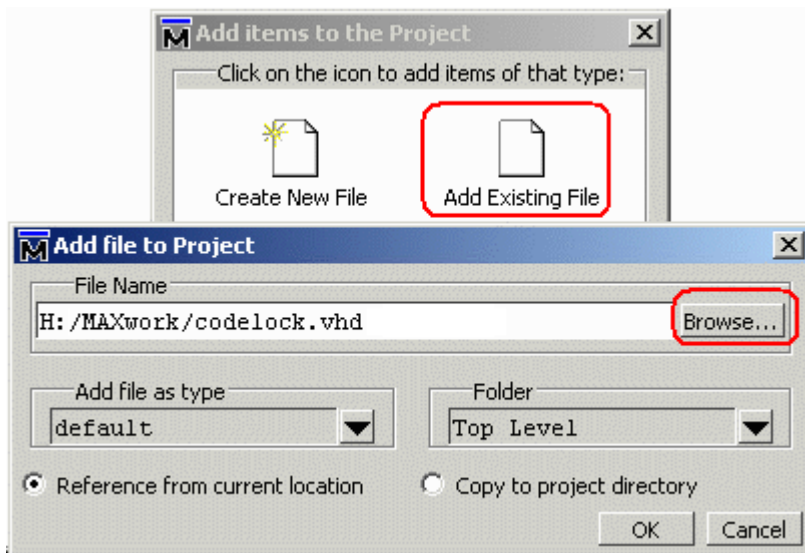 Add items to the Project
Click on the icon to add items of that type:
Create New File
Add Existing File
Add file to Project
File Name
H:/MAXwork/codelock.vhd
Browse...
Add file as type
Folder
default
Top Level
Reference from current location
Copy to project directory
OK
Cancel